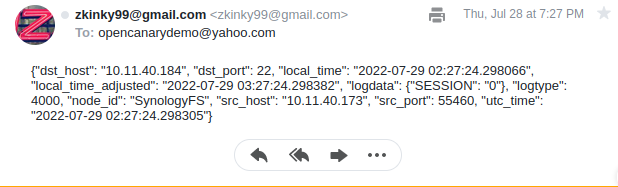 zkinky99@gmail.com <zkinky99@gmail.com> Thu, Jul 28 at 7:27 PM
To: opencanarydemo@yahoo.com
{"dst_host": "10.11.40.184", "dst_port": 22, "local_time": "2022-07-29 02:27:24.298066",
"local_time_adjusted": "2022-07-29 03:27:24.298382", "logdata": {"SESSION": "0"}, "logtype":
4000, "node_id": "SynologyFS", "src_host": "10.11.40.173", "src_port": 55460, "utc_time":
"2022-07-29 02:27:24.298305"}